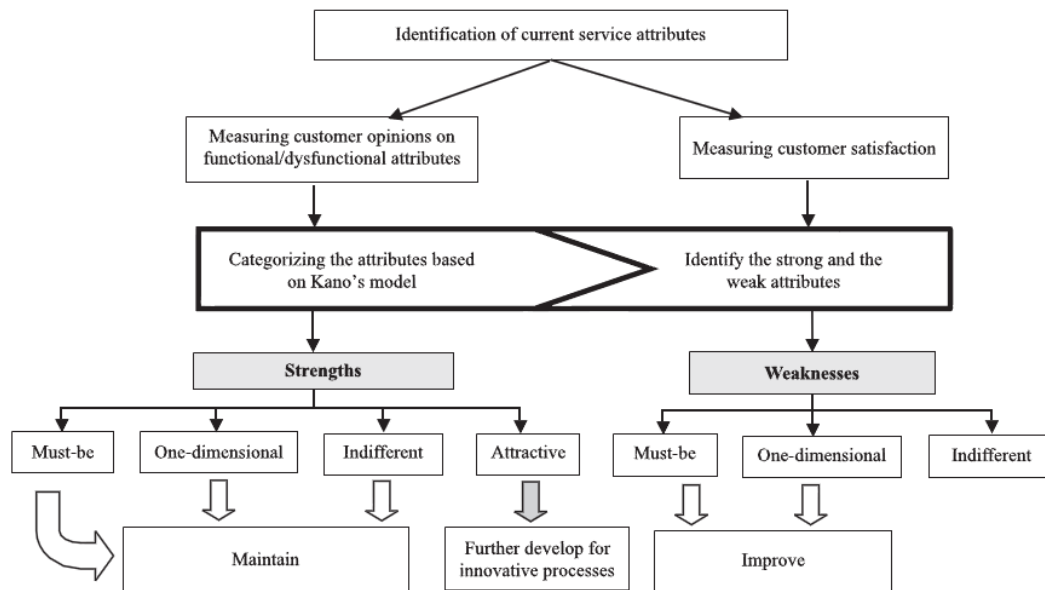 Identification of current service attributes
Measuring customer opinions on
functional/dysfunctional attributes
Measuring customer satisfaction
Categorizing the attributes based
on Kano’s model
Identify the strong and the
weak attributes
Strengths
Weaknesses
Must-be
One-dimensional
Indifferent
Attractive
Must-be
One-dimensional
Indifferent
Maintain
Further develop for
innovative processes
Improve